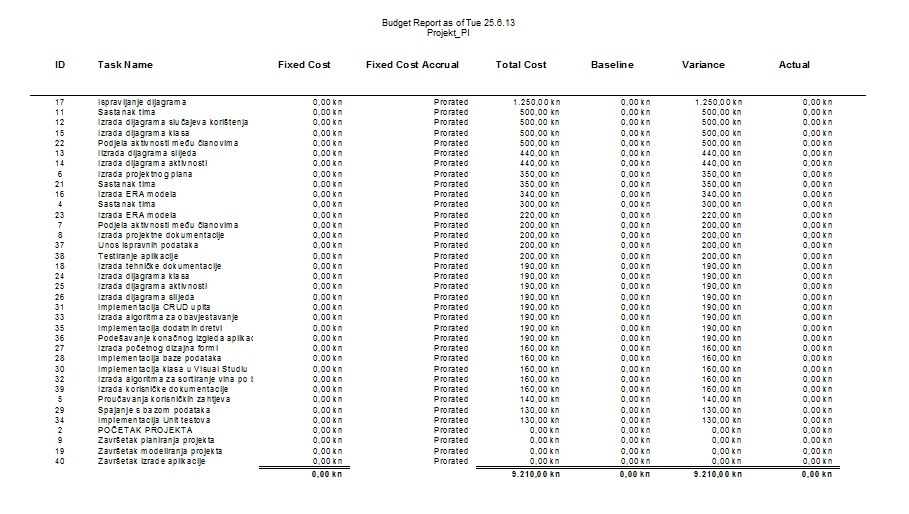 Budget Report as of Tue 25.6.13
Projekt_PI
ID Task Name Fixed Cost Fixed Cost Accrual Total Cost Baseline Variance Actual
17 Ispravljanje dijagrama 0,00 kn Prorated 1.250,00 kn 0,00 kn 1.250,00 kn 0,00 kn
11 Sastanak tima 0,00 kn Prorated 500,00 kn 0,00 kn 500,00 kn 0,00 kn
12 Izrada dijagrama slučajeva korištenja 0,00 kn Prorated 500,00 kn 0,00 kn 500,00 kn 0,00 kn
15 Izrada dijagrama klasa 0,00 kn Prorated 500,00 kn 0,00 kn 500,00 kn 0,00 kn
22 Podjela aktivnosti među članovima 0,00 kn Prorated 500,00 kn 0,00 kn 500,00 kn 0,00 kn
13 Iizrada dijagrama slijeda 0,00 kn Prorated 440,00 kn 0,00 kn 440,00 kn 0,00 kn
14 Izrada dijagrama aktivnosti 0,00 kn Prorated 440,00 kn 0,00 kn 440,00 kn 0,00 kn
6 Izrada projektnog plana 0,00 kn Prorated 350,00 kn 0,00 kn 350,00 kn 0,00 kn
21 Sastanak tima 0,00 kn Prorated 350,00 kn 0,00 kn 350,00 kn 0,00 kn
16 Izrada ERA modela 0,00 kn Prorated 340,00 kn 0,00 kn 340,00 kn 0,00 kn
4 Sastanak tima 0,00 kn Prorated 300,00 kn 0,00 kn 300,00 kn 0,00 kn
23 Izrada ERA modela 0,00 kn Prorated 220,00 kn 0,00 kn 220,00 kn 0,00 kn
7 Podjela aktivnosti među članovima 0,00 kn Prorated 200,00 kn 0,00 kn 200,00 kn 0,00 kn
8 Izrada projektne dokumentacije 0,00 kn Prorated 200,00 kn 0,00 kn 200,00 kn 0,00 kn
37 Unos ispravnih podataka 0,00 kn Prorated 200,00 kn 0,00 kn 200,00 kn 0,00 kn
38 Testiranje aplikacije 0,00 kn Prorated 200,00 kn 0,00 kn 200,00 kn 0,00 kn
18 Izrada tehničke dokumentacije 0,00 kn Prorated 190,00 kn 0,00 kn 190,00 kn 0,00 kn
24 Izrada dijagrama klasa 0,00 kn Prorated 190,00 kn 0,00 kn 190,00 kn 0,00 kn
25 Izrada dijagrama aktivnosti 0,00 kn Prorated 190,00 kn 0,00 kn 190,00 kn 0,00 kn
26 Izrada dijagrama slijeda 0,00 kn Prorated 190,00 kn 0,00 kn 190,00 kn 0,00 kn
31 Implementacija CRUD upita 0,00 kn Prorated 190,00 kn 0,00 kn 190,00 kn 0,00 kn
33 Izrada algoritma za obavještavanje 0,00 kn Prorated 190,00 kn 0,00 kn 190,00 kn 0,00 kn
35 Implementacija dodatnih dretvi 0,00 kn Prorated 190,00 kn 0,00 kn 190,00 kn 0,00 kn
36 Podešavanje konačnog izgleda aplikac 0,00 kn Prorated 190,00 kn 0,00 kn 190,00 kn 0,00 kn
27 Izrada početnog dizajna formi 0,00 kn Prorated 160,00 kn 0,00 kn 160,00 kn 0,00 kn
28 Implementacija baze podataka 0,00 kn Prorated 160,00 kn 0,00 kn 160,00 kn 0,00 kn
30 Implementacija klasa u Visual Studiu 0,00 kn Prorated 160,00 kn 0,00 kn 160,00 kn 0,00 kn
32 Izrada algoritma za sortiranje vina po 0,00 kn Prorated 160,00 kn 0,00 kn 160,00 kn 0,00 kn
39 Izrada korisničke dokumentacije 0,00 kn Prorated 160,00 kn 0,00 kn 160,00 kn 0,00 kn
5 Proučavanja korisničkih zahtjeva 0,00 kn Prorated 140,00 kn 0,00 kn 140,00 kn 0,00 kn
29 Spajanje s bazom podataka 0,00 kn Prorated 130,00 kn 0,00 kn 130,00 kn 0,00 kn
34 Implementacija Unit testova 0,00 kn Prorated 130,00 kn 0,00 kn 130,00 kn 0,00 kn
2 POČETAK PROJEKTA 0,00 kn Prorated 0,00 kn 0,00 kn 0,00 kn 0,00 kn
9 Završetak planiranja projekta 0,00 kn Prorated 0,00 kn 0,00 kn 0,00 kn 0,00 kn
19 Završetak modeliranja projekta 0,00 kn Prorated 0,00 kn 0,00 kn 0,00 kn 0,00 kn
40 Završetak izrade aplikacije 0,00 kn Prorated 0,00 kn 0,00 kn 0,00 kn 0,00 kn
0,00 kn 9.210,00 kn 0,00 kn 9.210,00 kn 0,00 kn